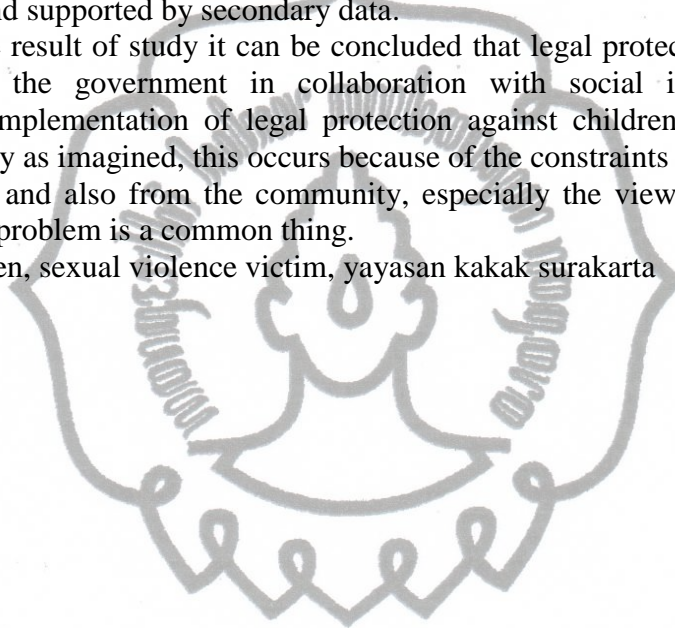 nd supported by secondary data.
result of study it can be concluded that legal protec
the government in collaboration with social i
mplementation of legal protection against children
y as imagined, this occurs because of the constraints
and also from the community, especially the view
problem is a common thing.
en, sexual violence victim, yayasan kakak surakarta